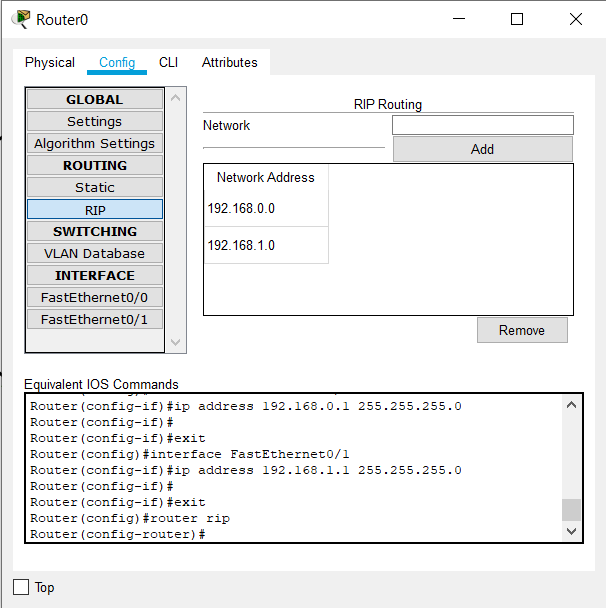 Router0
Physical Config CLI Attributes
GLOBAL
Settings
Algorithm Settings
ROUTING
Static
RIP
SWITCHING
VLAN Database
INTERFACE
FastEthernet0/0
FastEthernet0/1
RIP Routing
Network
Add
Network Address
192.168.0.0
192.168.1.0
Remove
Equivalent IOS Commands
Router(config-if)#ip address 192.168.0.1 255.255.255.0
Router(config-if)#
Router(config-if)#exit
Router(config)#interface FastEthernet0/1
Router(config-if)#ip address 192.168.1.1 255.255.255.0
Router(config-if)#
Router(config-if)#exit
Router(config)#router rip
Router(config-router)#
Top